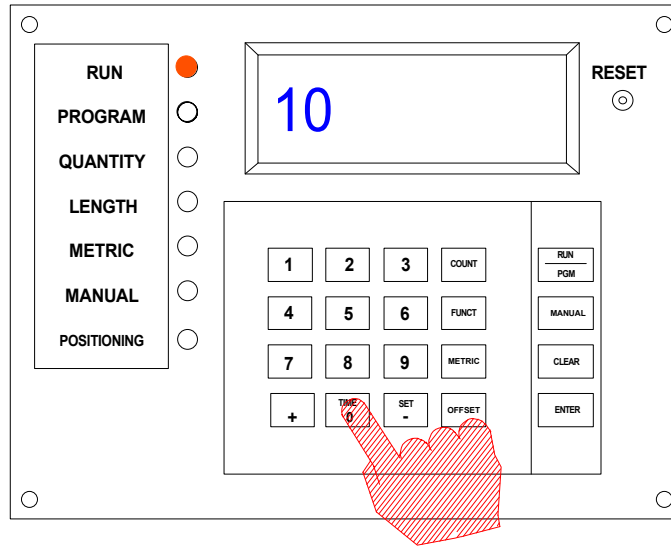 RUN
PROGRAM
QUANTITY
LENGTH
METRIC
MANUAL
POSITIONING
10
RESET
1 2 3 COUNT
4 5 6 FUNCT
7 8 9 METRIC
+ TIME 0 SET - OFFSET
RUN
PGM
MANUAL
CLEAR
ENTER